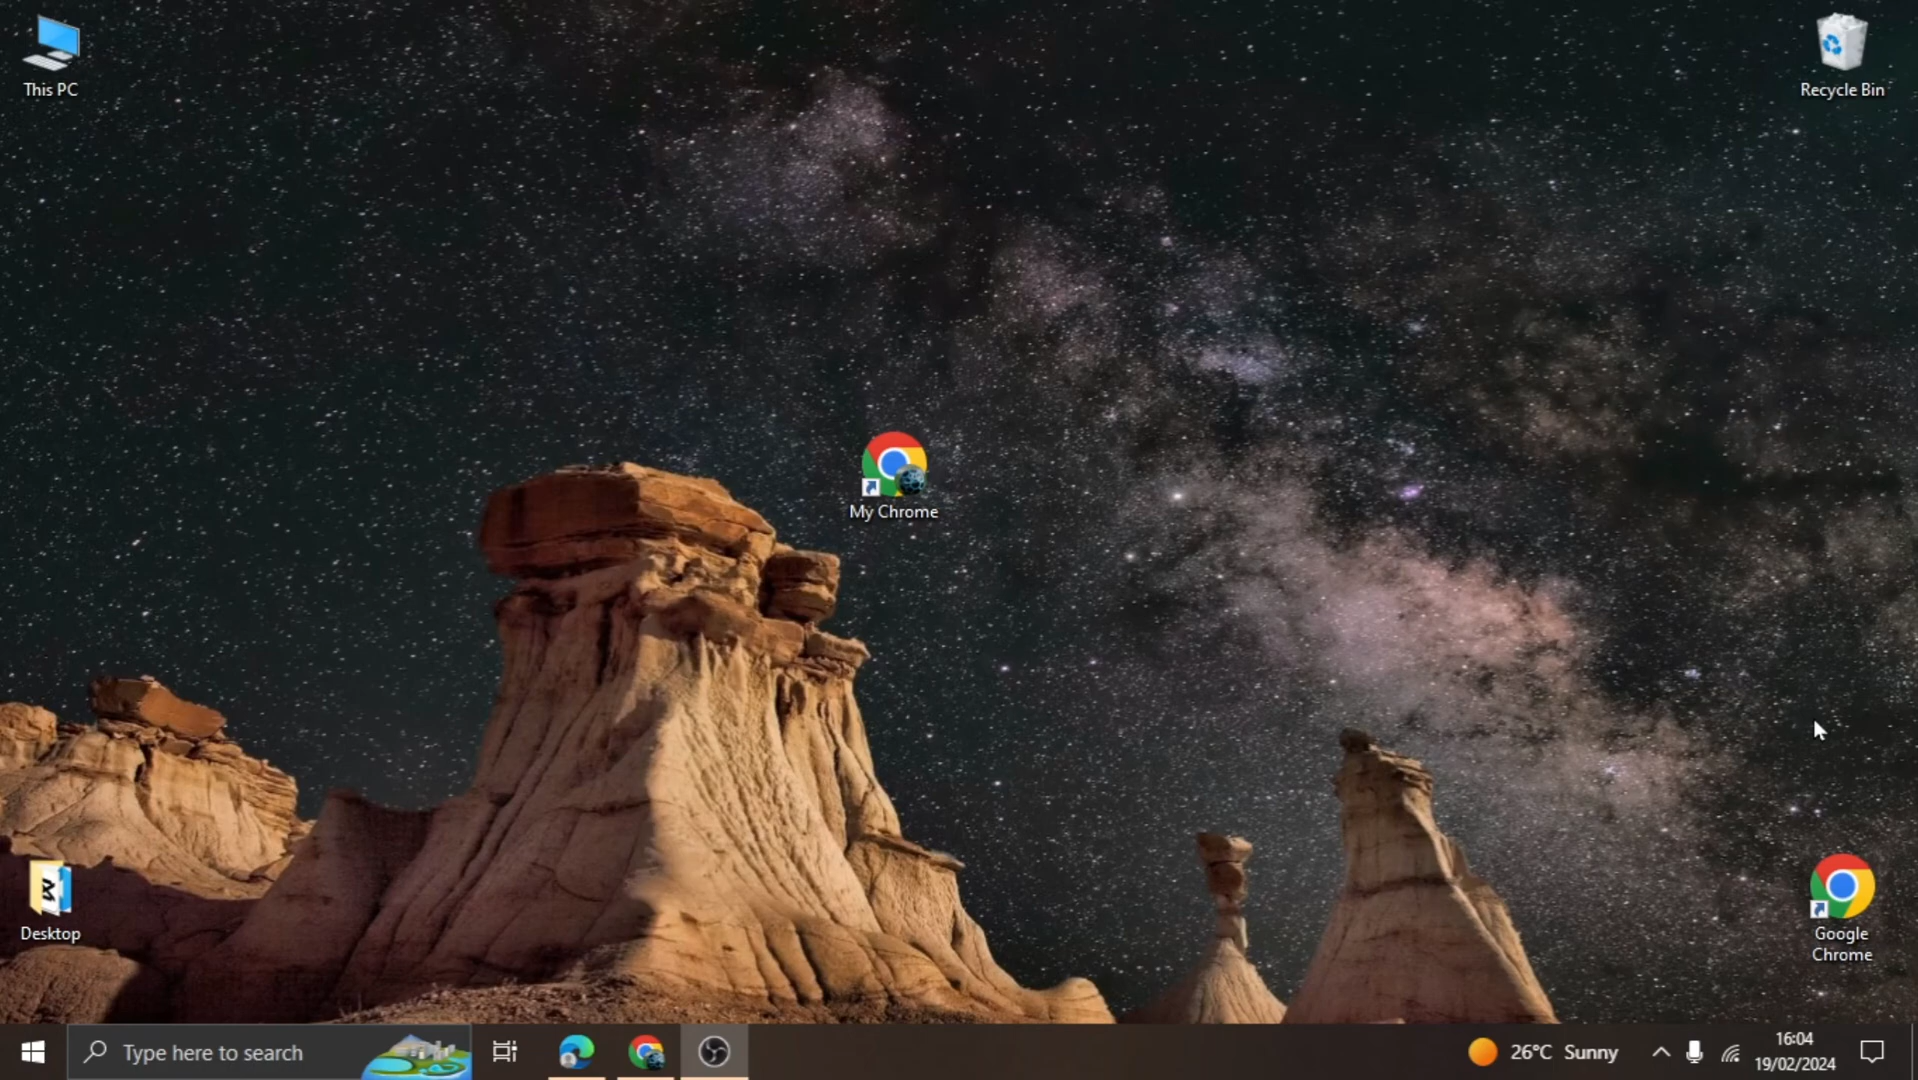 This PC
Recycle Bin
My Chrome
Desktop
Google
Chrome
Type here to search
26°C Sunny
16:04
19/02/2024